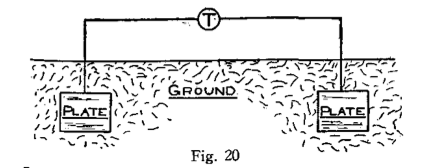 T
GROUND
PLATE
PLATE
Fig. 20